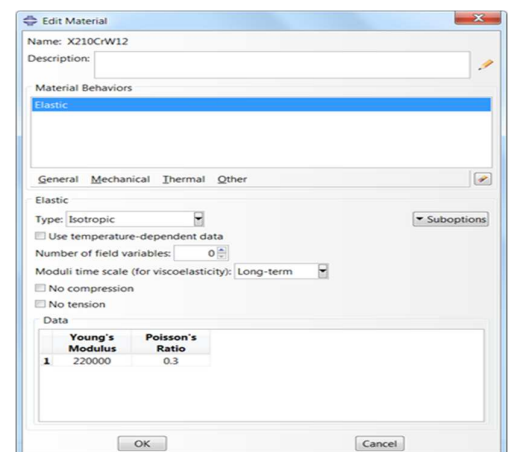 Edit Material
Name: X210CrW12
Description:
Material Behaviors
Elastic
General Mechanical Thermal Other
Elastic
Type: Isotropic Suboptions
Use temperature-dependent data
Number of field variables: 0
Moduli time scale (for viscoelasticity): Long-term
No compression
No tension
Data
Young's Poisson's
Modulus Ratio
1 220000 0.3
OK Cancel